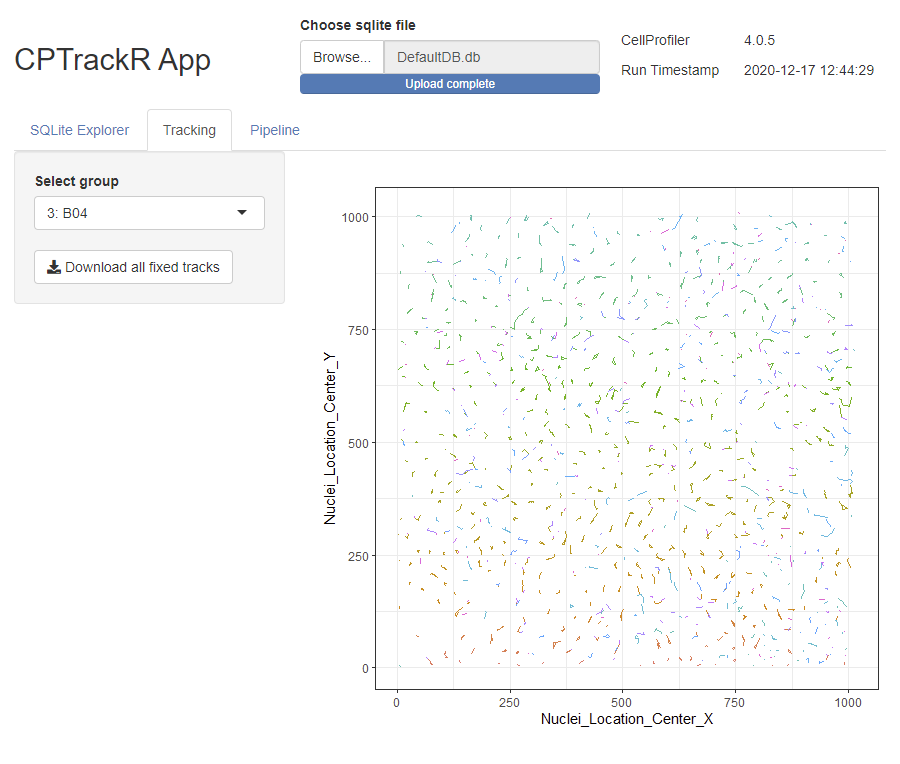 CPTrackR App
Choose sqlite file
Browse... DefaultDB.db
Upload complete
CellProfiler 4.0.5
Run Timestamp 2020-12-17 12:44:29
SQLite Explorer Tracking Pipeline
Select group
3: B04
Download all fixed tracks
Nuclei_Location_Center_Y
1000
750
500
250
0
0 250 500 750 1000
Nuclei_Location_Center_X